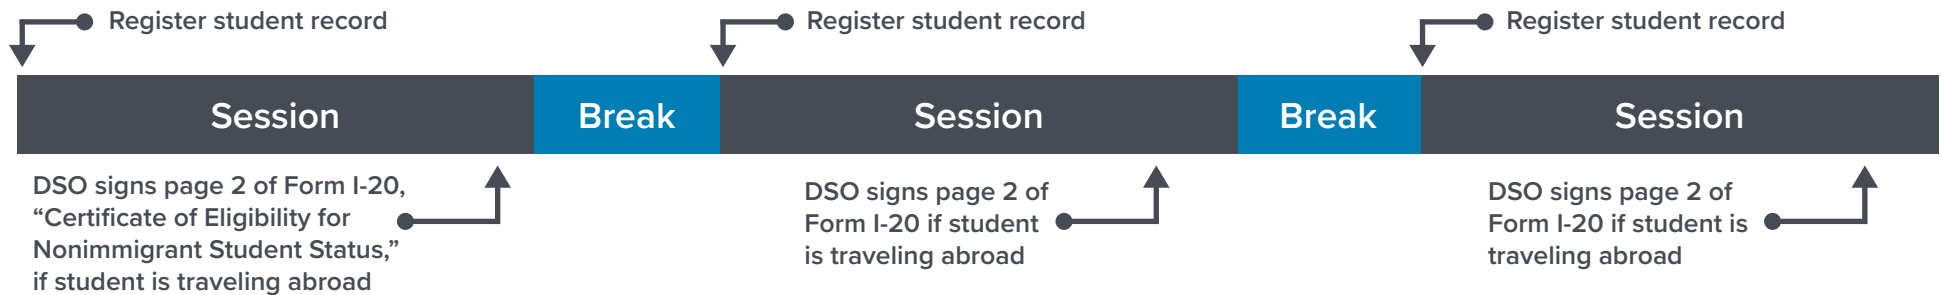 Register student record
Register student record
Register student record
Session
Break
Session
Break
Session
DSO signs page 2 of Form I-20,
“Certificate of Eligibility for
Nonimmigrant Student Status,”
if student is traveling abroad
DSO signs page 2 of
Form I-20 if student
is traveling abroad
DSO signs page 2 of
Form I-20 if student is
traveling abroad